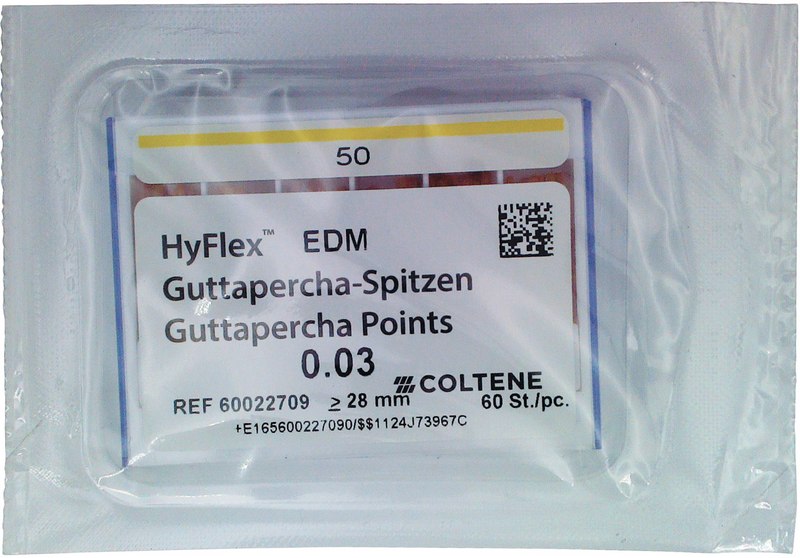 50
HyFlex™ EDM
Guttapercha-Spitzen
Guttapercha Points
0.03
COLTENE
REF 60022709 ≥ 28 mm 60 St./pc.
+E165600227090/$$1124J73967C